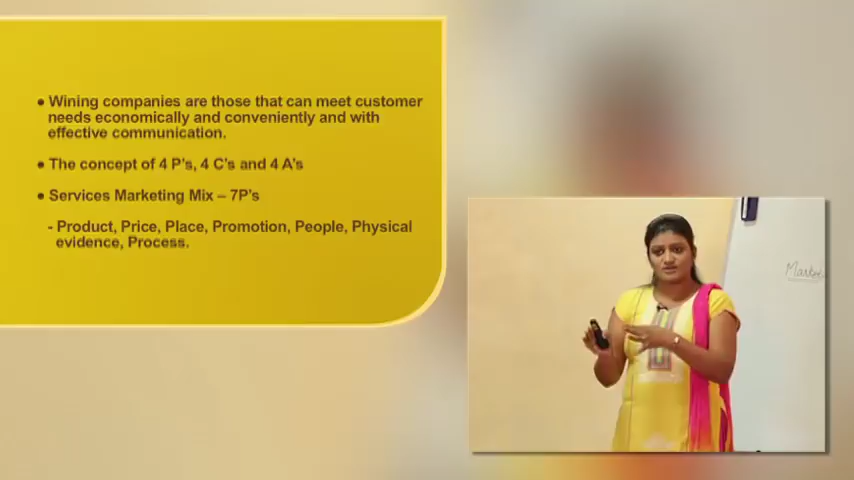 ● Wining companies are those that can meet customer
needs economically and conveniently and with
effective communication.
● The concept of 4 P's, 4 C's and 4 A's
● Services Marketing Mix – 7P's
- Product, Price, Place, Promotion, People, Physical
evidence, Process.